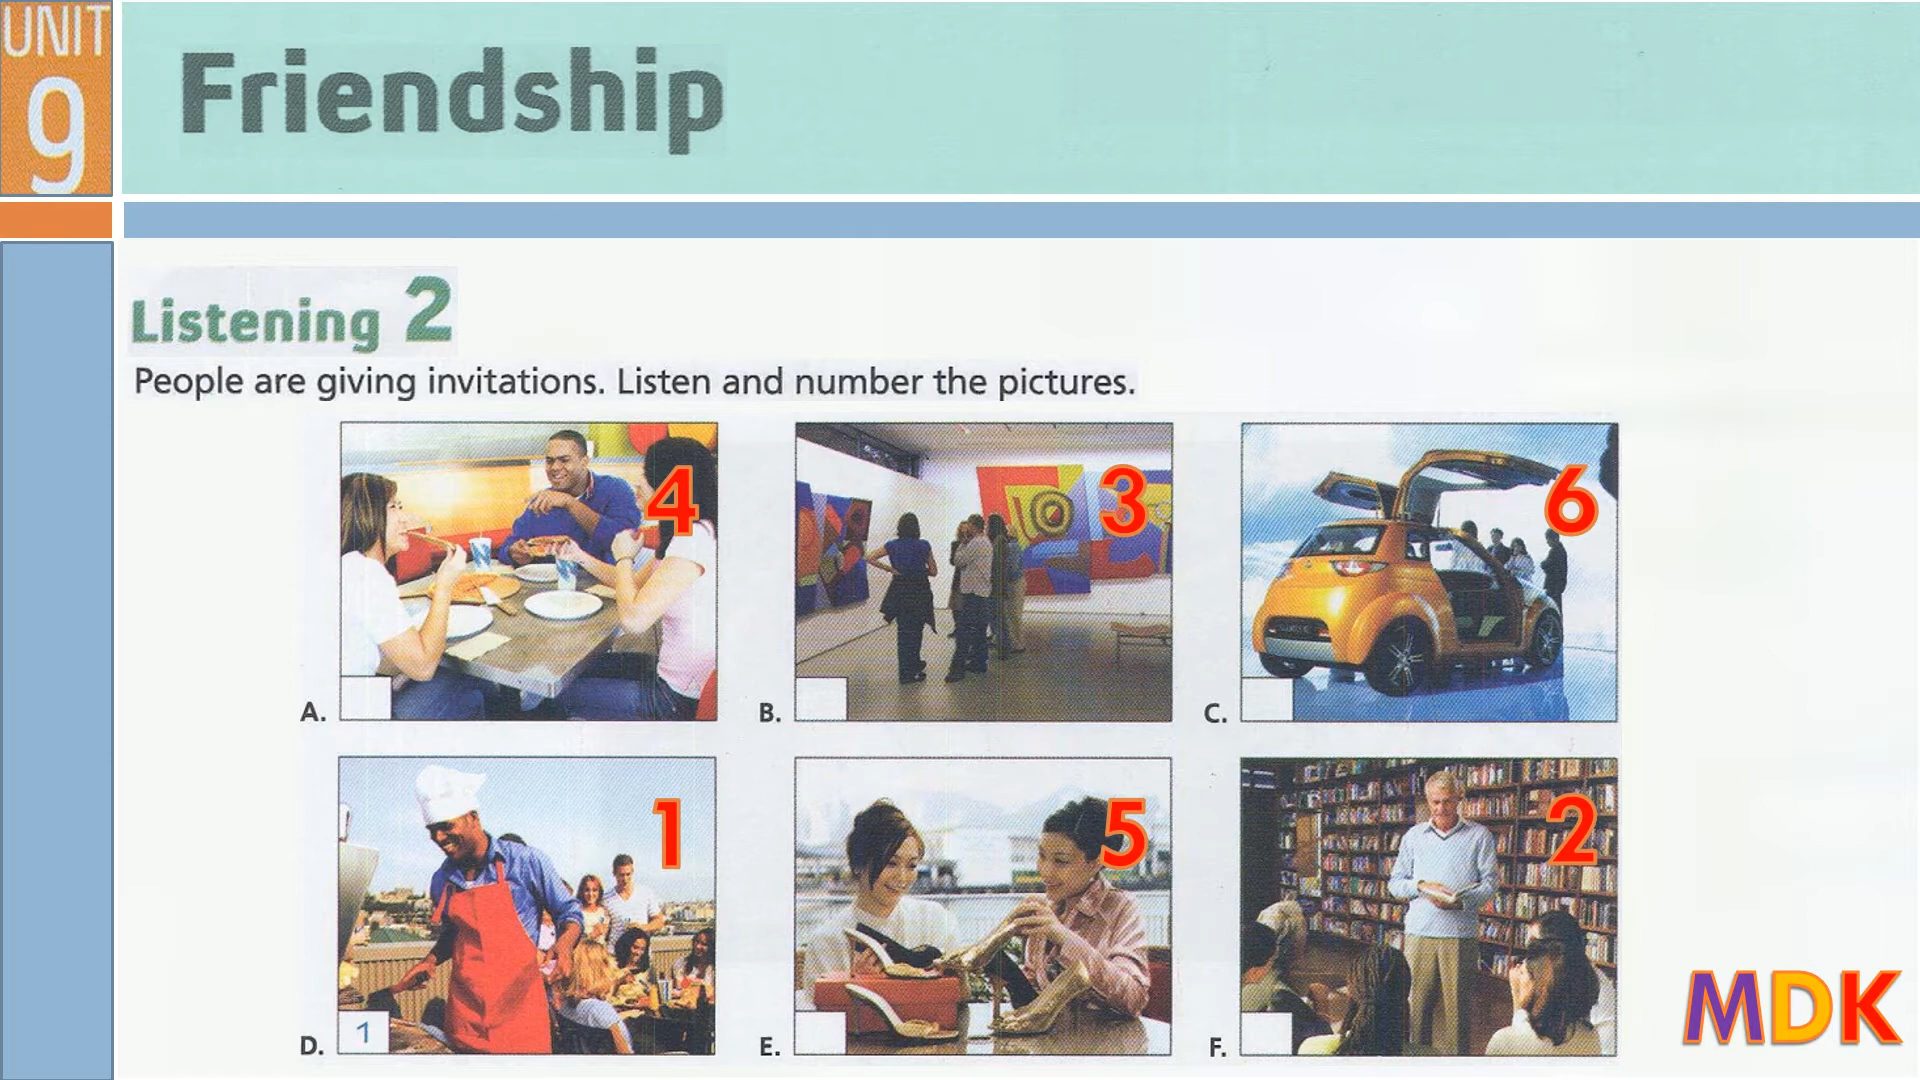 UNIT
9
Friendship
Listening 2
People are giving invitations. Listen and number the pictures.
4
3
6
A.
B.
C.
1
5
2
1
D.
E.
F.
MDK